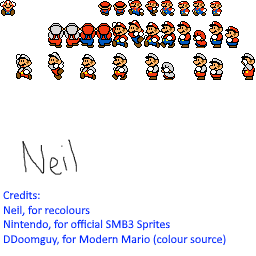 Neil
Credits:
Neil, for recolours
Nintendo, for official SMB3 Sprites
DDoomguy, for Modern Mario (colour source)